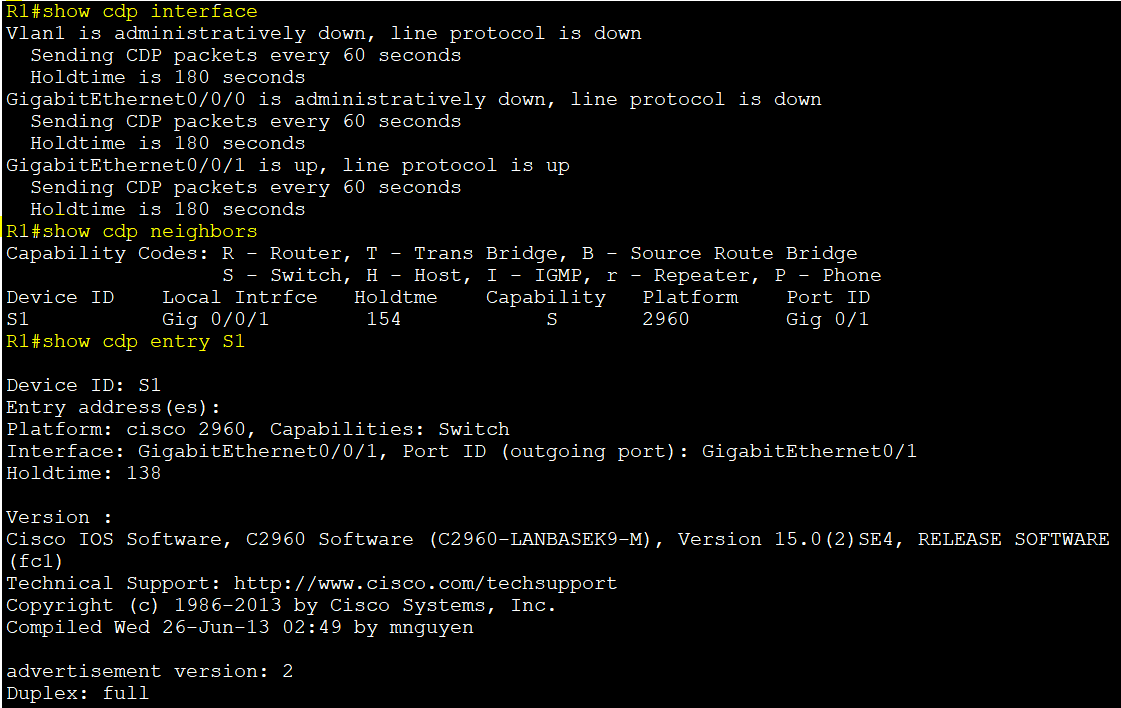 R1#show cdp interface
Vlan1 is administratively down, line protocol is down
  Sending CDP packets every 60 seconds
  Holdtime is 180 seconds
GigabitEthernet0/0/0 is administratively down, line protocol is down
  Sending CDP packets every 60 seconds
  Holdtime is 180 seconds
GigabitEthernet0/0/1 is up, line protocol is up
  Sending CDP packets every 60 seconds
  Holdtime is 180 seconds
R1#show cdp neighbors
Capability Codes: R - Router, T - Trans Bridge, B - Source Route Bridge
                  S - Switch, H - Host, I - IGMP, r - Repeater, P - Phone
Device ID    Local Intrfce   Holdtme    Capability   Platform    Port ID
S1           Gig 0/0/1        154            S       2960        Gig 0/1
R1#show cdp entry S1

Device ID: S1
Entry address(es):
Platform: cisco 2960, Capabilities: Switch
Interface: GigabitEthernet0/0/1, Port ID (outgoing port): GigabitEthernet0/1
Holdtime: 138

Version :
Cisco IOS Software, C2960 Software (C2960-LANBASEK9-M), Version 15.0(2)SE4, RELEASE SOFTWARE
(fc1)
Technical Support: http://www.cisco.com/techsupport
Copyright (c) 1986-2013 by Cisco Systems, Inc.
Compiled Wed 26-Jun-13 02:49 by mnguyen

advertisement version: 2
Duplex: full